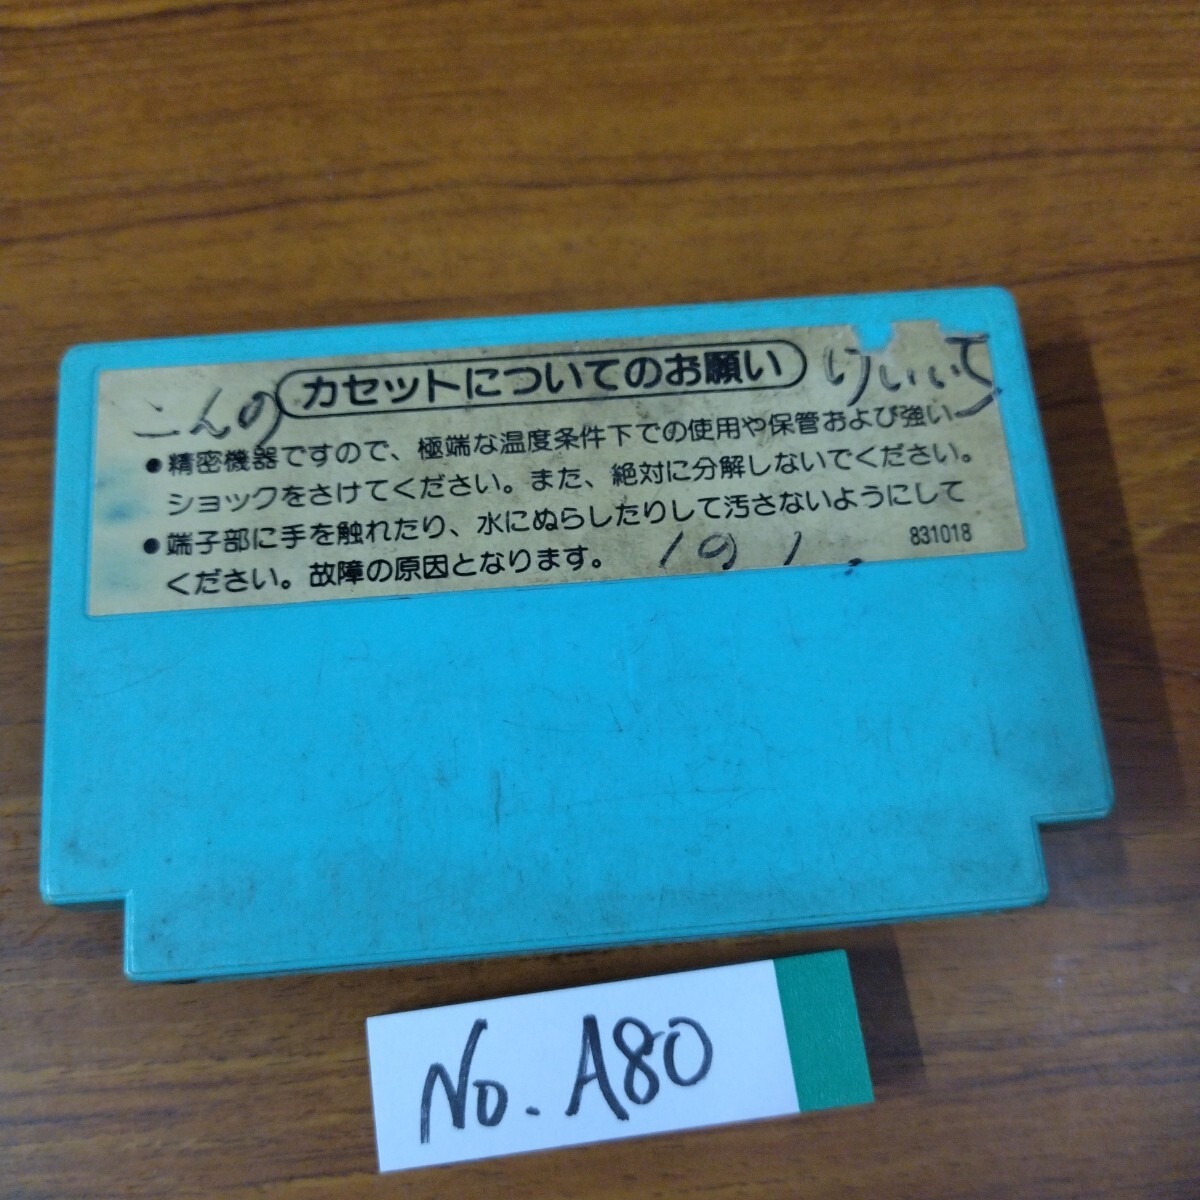 こんの カセットについてのお願い けいいち
●精密機器ですので、極端な温度条件下での使用や保管および強い
ショックをさけてください。また、絶対に分解しないでください。
●端子部に手を触れたり、水にぬらしたりして汚さないようにして
ください。故障の原因となります。
831018
No. A80